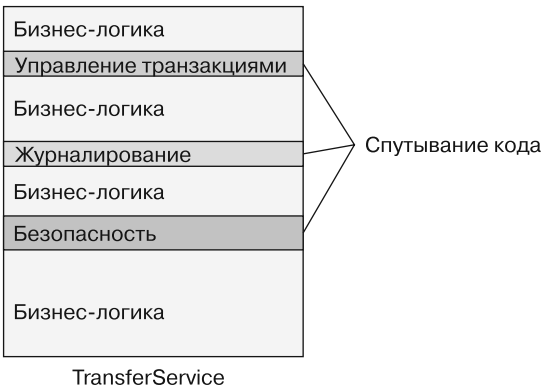 Бизнес-логика
Управление транзакциями
Бизнес-логика
Спутывание кода
Журналирование
Бизнес-логика
Безопасность
Бизнес-логика
TransferService